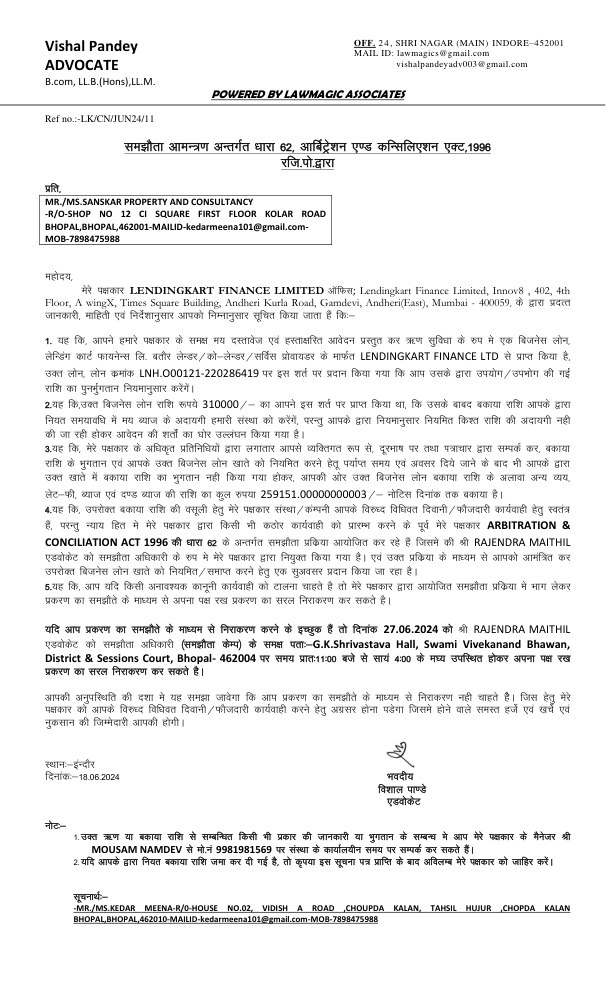 Vishal Pandey
ADVOCATE
B.com, LL.B.(Hons),LL.M.
OFF. 24, SHRI NAGAR (MAIN) INDORE–452001
MAIL ID: lawmagics@gmail.com
vishalpandeyadv003@gmail.com
POWERED BY LAWMAGIC ASSOCIATES
Ref no.:-LK/CN/JUN24/11
समझौता आमन्त्रण अन्तर्गत धारा 62, आर्बिट्रेशन एण्ड कन्सिलिएशन एक्ट,1996
रजि.पो.द्वारा
प्रति,
MR./MS.SANSKAR PROPERTY AND CONSULTANCY
-R/O-SHOP NO 12 CI SQUARE FIRST FLOOR KOLAR ROAD
BHOPAL,BHOPAL,462001-MAILID-kedarmeena101@gmail.com-
MOB-7898475988
महोदय,
मेरे पक्षकार LENDINGKART FINANCE LIMITED ऑफिस; Lendingkart Finance Limited, Innov8 , 402, 4th
Floor, A wingX, Times Square Building, Andheri Kurla Road, Gamdevi, Andheri(East), Mumbai - 400059, के द्वारा प्रदत्त
जानकारी, माहिती एवं निर्देशानुसार आपको निम्नानुसार सूचित किया जाता हैं कि:–
1. यह कि, आपने हमारे पक्षकार के समक्ष मय दस्तावेज एवं हस्ताक्षरित आवेदन प्रस्तुत कर ऋण सुविधा के रुप मे एक बिजनेस लोन,
लेन्डिंग कार्ट फायनेन्स लि. बतौर लेन्डर/को–लेन्डर/सर्विस प्रोवायडर के मार्फत LENDINGKART FINANCE LTD से प्राप्त किया है,
उक्त लोन, लोन क्रमांक LNH.O00121-220286419 पर इस शर्त पर प्रदान किया गया कि आप उसके द्वारा उपयोग/उपभोग की गई
राशि का पुनर्मुगतान नियमानुसार करेंगें।
2.यह कि,उक्त बिजनेस लोन राशि रूपये 310000/– का आपने इस शर्त पर प्राप्त किया था, कि उसके बाबद बकाया राशि आपके द्वारा
नियत समयावधि में मय ब्याज के अदायगी हमारी संस्था को करेंगें, परन्तु आपके द्वारा नियमानुसार नियमित किश्त राशि की अदायगी नही
की जा रही होकर आवेदन की शर्तों का घोर उल्लंघन किया गया है।
3.यह कि, मेरे पक्षकार के अधिकृत प्रतिनिधियों द्वारा लगातार आपसे व्यक्तिगत रूप से, दूरभाष पर तथा पत्राचार द्वारा सम्पर्क कर, बकाया
राशि के भुगतान एवं आपके उक्त बिजनेस लोन खाते को नियमित करने हेतू पर्याप्त समय एवं अवसर दिये जाने के बाद भी आपके द्वारा
उक्त खाते में बकाया राशि का भुगतान नही किया गया होकर, आपकी ओर उक्त बिजनेस लोन बकाया राशि के अलावा अन्य व्यय,
लेट–फी, ब्याज एवं दण्ड ब्याज की राशि का कुल रुपया 259151.00000000003/– नोटिस दिनांक तक बकाया है।
4.यह कि, उपरोक्त बकाया राशि की वसूली हेतु मेरे पक्षकार संस्था/कंम्पनी आपके विरुध्द विधिवत दिवानी/फौजदारी कार्यवाही हेतु स्वतंत्र
हैं, परन्तु न्याय हित मे मेरे पक्षकार द्वारा किसी भी कठोर कार्यवाही को प्रारम्भ करने के पूर्व मेरे पक्षकार ARBITRATION &
CONCILIATION ACT 1996 की धारा 62 के अन्तर्गत समझौता प्रक्रिया आयोजित कर रहे हैं जिसमे की श्री RAJENDRA MAITHIL
एडवोकेट को समझौता अधिकारी के रुप मे मेरे पक्षकार द्वारा नियुक्त किया गया है। एवं उक्त प्रक्रिया के माध्यम से आपको आमंत्रित कर
उपरोक्त बिजनेस लोन खाते को नियमित/समाप्त करने हेतु एक सुअवसर प्रदान किया जा रहा है।
5.यह कि, आप यदि किसी अनावश्यक कानूनी कार्यवाही को टालना चाहते है तो मेरे पक्षकार द्वारा आयोजित समझौता प्रक्रिया मे भाग लेकर
प्रकरण का समझौते के माध्यम से अपना पक्ष रख प्रकरण का सरल निराकरण कर सकते है।
यदि आप प्रकरण का समझौते के माध्यम से निराकरण करने के इच्छुक हैं तो दिनांक 27.06.2024 को श्री RAJENDRA MAITHIL
एडवोकेट को समझौता अधिकारी (समझौता केम्प) के समक्ष पता:–G.K.Shrivastava Hall, Swami Vivekanand Bhawan,
District & Sessions Court, Bhopal- 462004 पर समय प्रात:11:00 बजे से सायं 4:00 के मघ्य उपस्थित होकर अपना पक्ष रख
प्रकरण का सरल निराकरण कर सकते है।
आपकी अनुपस्थिति की दशा मे यह समझा जावेगा कि आप प्रकरण का समझौते के माध्यम से निराकरण नही चाहते हैै। जिस हेतु मेरे
पक्षकार को आपके विरुध्द विधिवत दिवानी/फौजदारी कार्यवाही करने हेतु अग्रसर होना पडेगा जिसमे होने वाले समस्त हर्जे एवं खर्चे एवं
नुकसान की जिम्मेदारी आपकी होगी।
स्थान:–इंन्दौर
दिनांक:–18.06.2024
भवदीय
विशाल पाण्डे
एडवोकेट
नोट:–
1.उक्त ऋण या बकाया राशि से सम्बन्धित किसी भी प्रकार की जानकारी या भुगतान के सम्बन्ध मे आप मेरे पक्षकार के मैनेजर श्री
MOUSAM NAMDEV से मो.नं 9981981569 पर संस्था के कार्यालयीन समय पर सम्पर्क कर सकते हैं।
2.यदि आपके द्वारा नियत बकाया राशि जमा कर दी गई है, तो कृपया इस सूचना पत्र प्राप्ति के बाद अविलम्ब मेरे पक्षकार को जाहिर करें।
सूचनार्थ:–
-MR./MS.KEDAR MEENA-R/0-HOUSE NO.02, VIDISH A ROAD ,CHOUPDA KALAN, TAHSIL HUJUR ,CHOPDA KALAN
BHOPAL,BHOPAL,462010-MAILID-kedarmeena101@gmail.com-MOB-7898475988